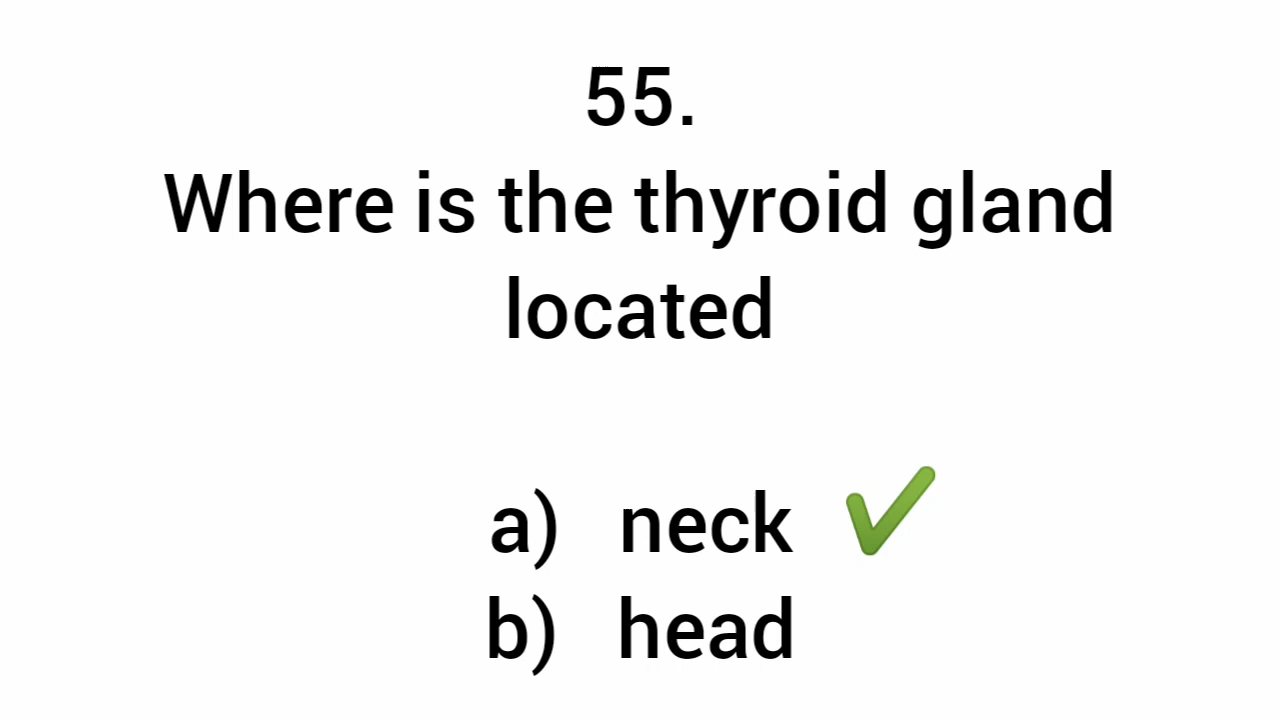 55.
Where is the thyroid gland
located
a) neck ✔
b) head